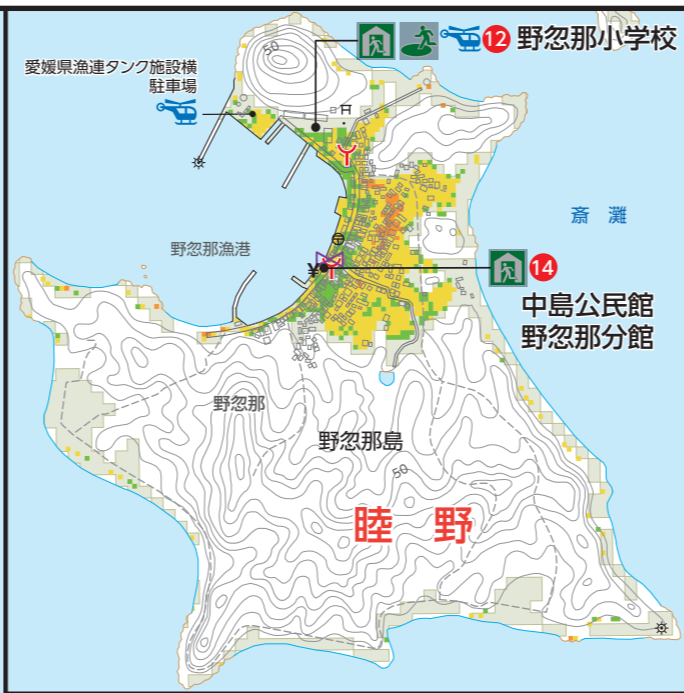 50
⑫ 野忽那小学校
愛媛県漁連タンク施設横
駐車場
斎 灘
野忽那漁港
⑭
中島公民館
野忽那分館
野忽那
野忽那島
50
睦 野